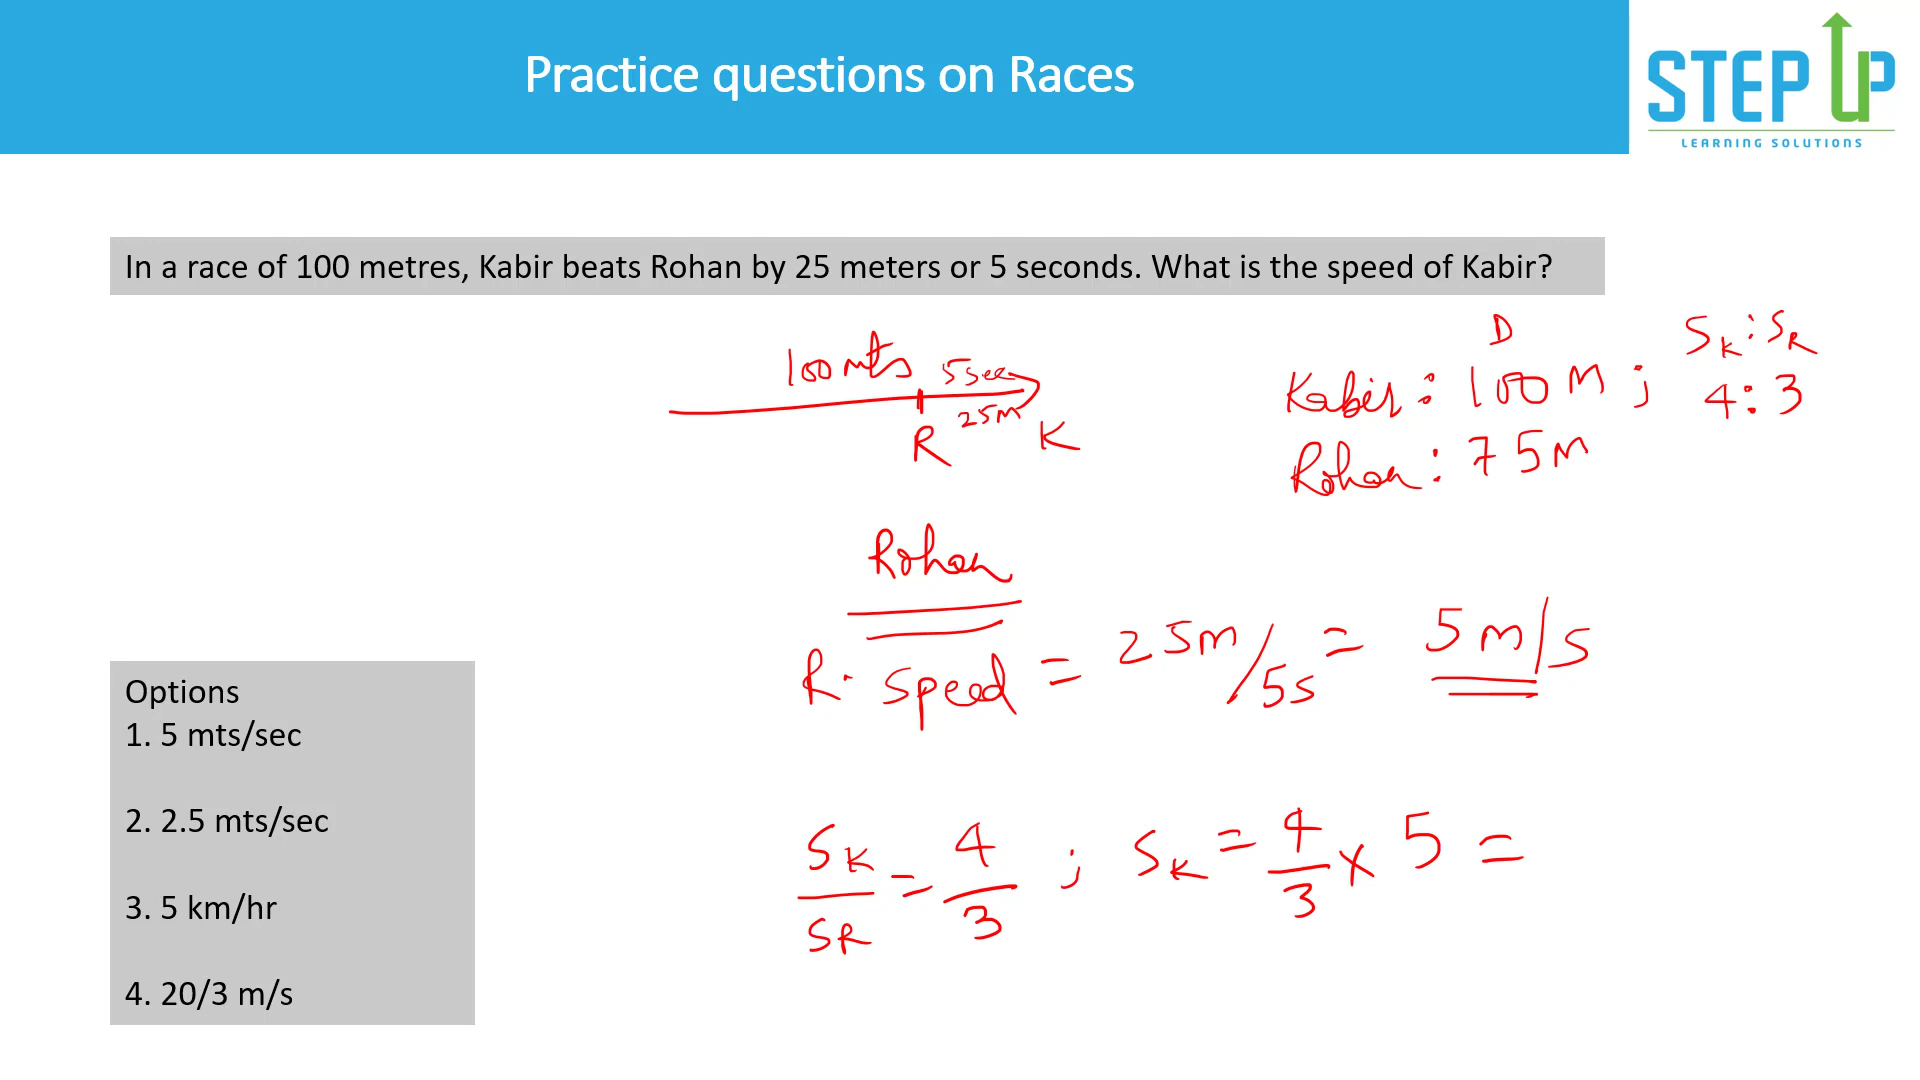 Practice questions on Races
STEP UP
LEARNING SOLUTIONS
In a race of 100 metres, Kabir beats Rohan by 25 meters or 5 seconds. What is the speed of Kabir?
100 mts 5 sec
25m
R K
D
Kabir : 100 m ; SK : SR
4 : 3
Rohan : 75m
Rohan
R. Speed = 25m/5s = 5m/s
Options
1. 5 mts/sec
2. 2.5 mts/sec
3. 5 km/hr
4. 20/3 m/s
SK/SR = 4/3 ; SK = 4/3 x 5 =